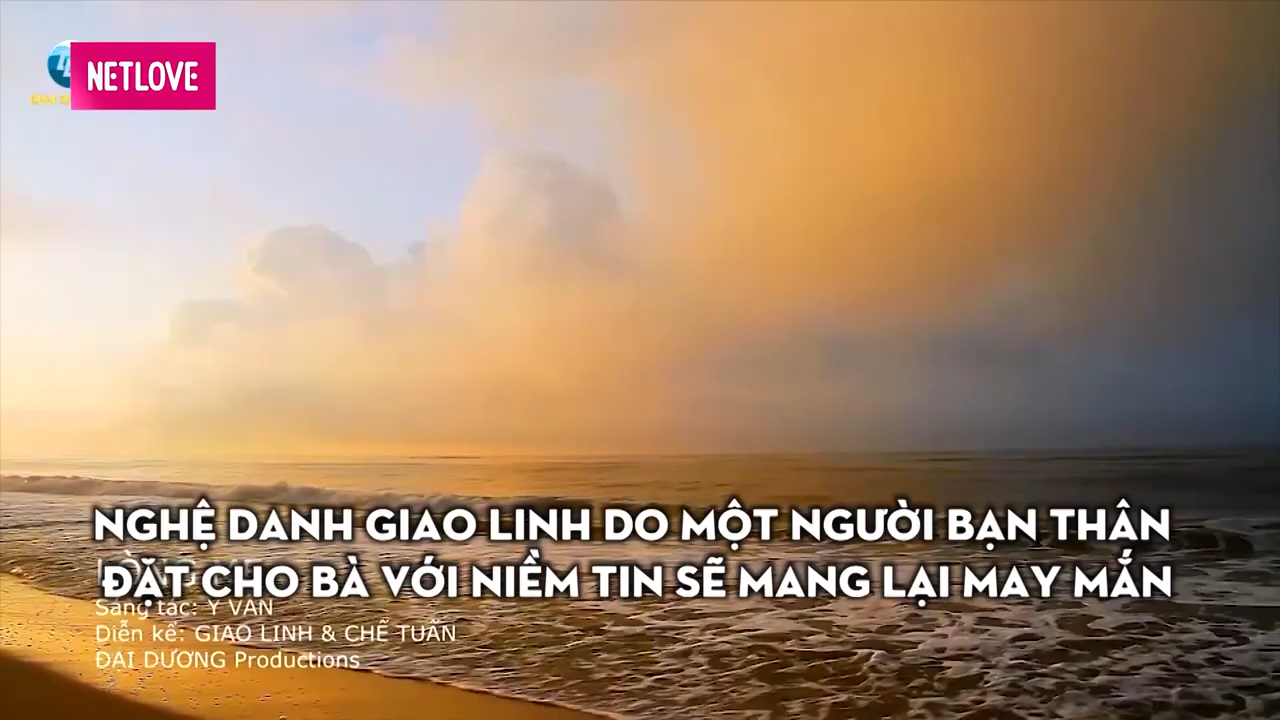 NETLOVE
NGHỆ DANH GIAO LINH DO MỘT NGƯỜI BẠN THÂN
ĐẶT CHO BÀ VỚI NIỀM TIN SẼ MANG LẠI MAY MẮN
Sáng tác: Y VÂN
Diễn kể: GIAO LINH & CHẾ TUẤN
ĐẠI DƯƠNG Productions